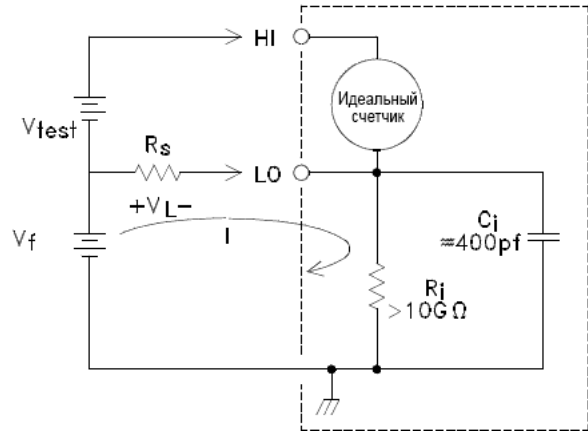 HI
Идеальный
счетчик
Vtest
Rs
LO
+VL−
Vf
I
Ci
≈400pf
Ri
>10GΩ